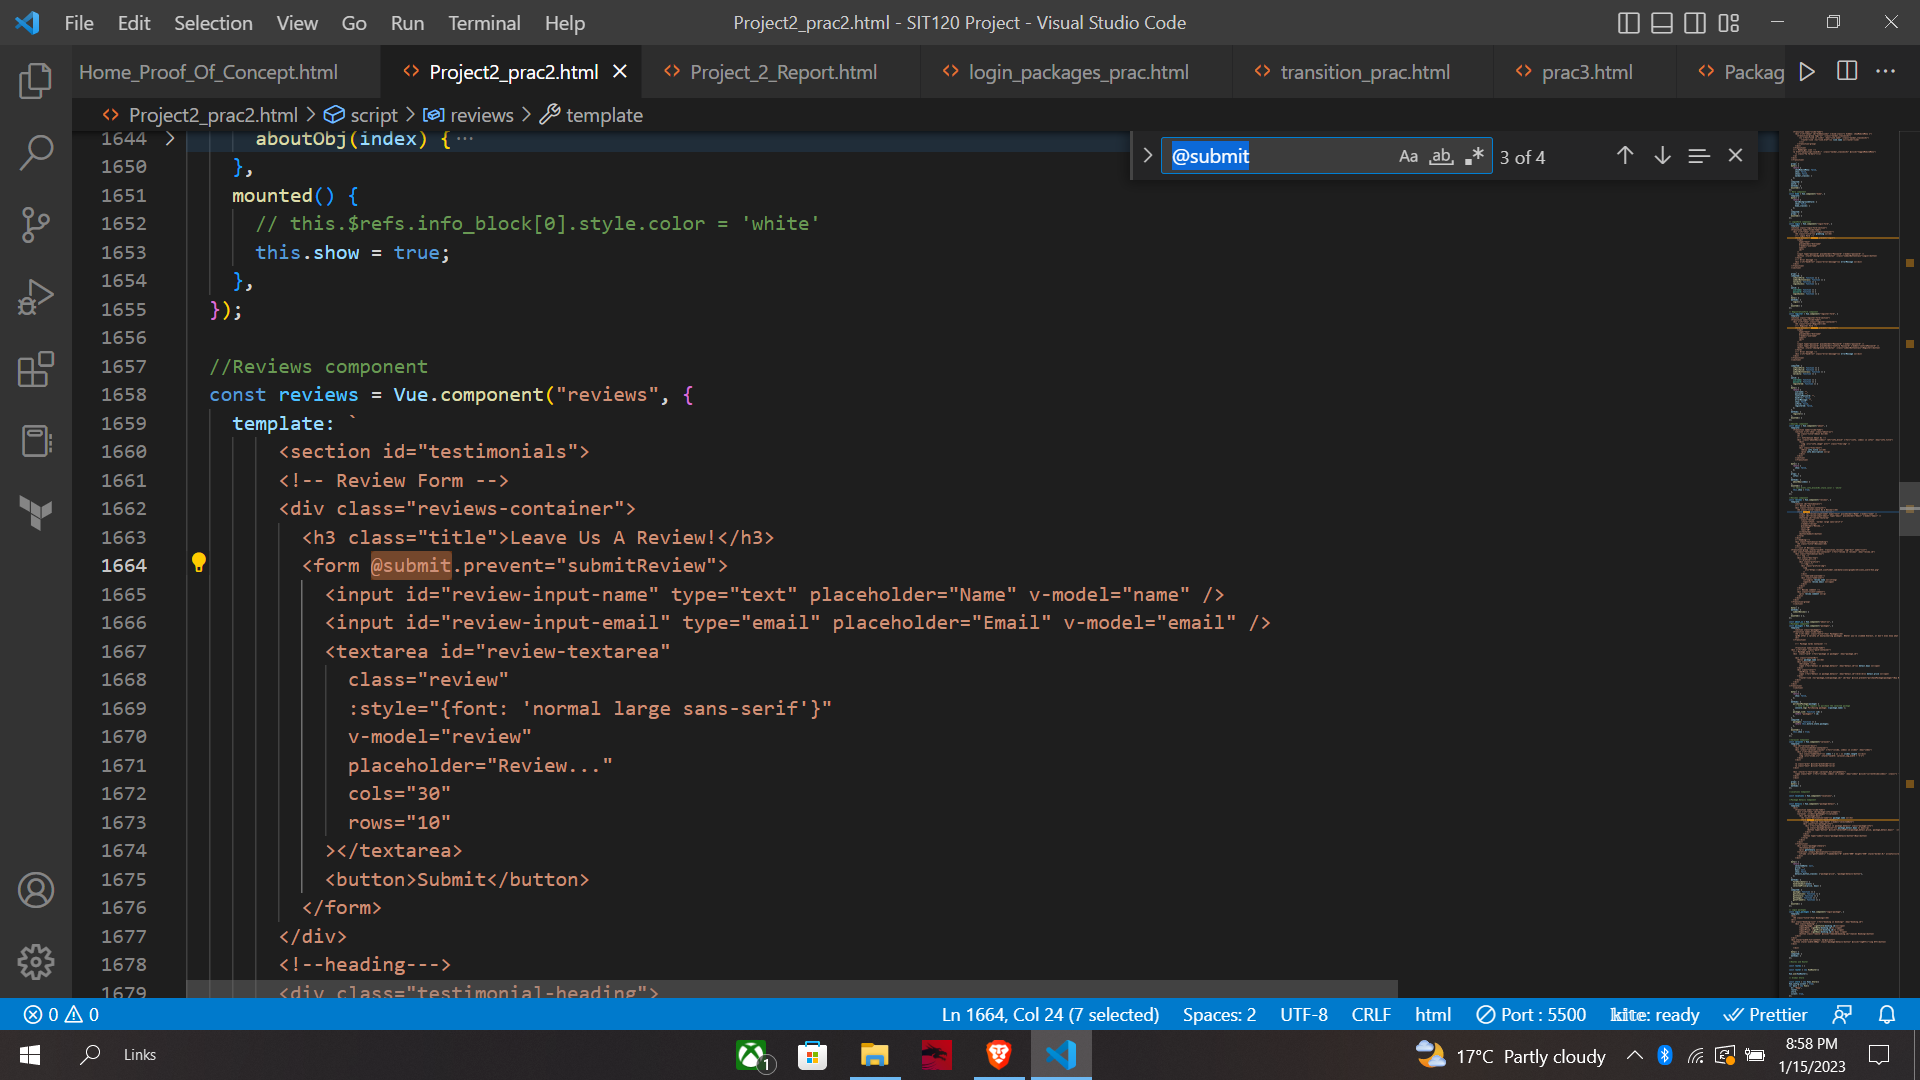 File Edit Selection View Go Run Terminal Help
Project2_prac2.html - SIT120 Project - Visual Studio Code
Home_Proof_Of_Concept.html
Project2_prac2.html
Project_2_Report.html
login_packages_prac.html
transition_prac.html
prac3.html
Packag
Project2_prac2.html > script > reviews > template
@submit
Aa ab .* 3 of 4
1644 aboutObj(index) { ···
1650 },
1651 mounted() {
1652 // this.$refs.info_block[0].style.color = 'white'
1653 this.show = true;
1654 },
1655 });
1656
1657 //Reviews component
1658 const reviews = Vue.component("reviews", {
1659 template: `
1660 <section id="testimonials">
1661 <!-- Review Form -->
1662 <div class="reviews-container">
1663 <h3 class="title">Leave Us A Review!</h3>
1664 <form @submit.prevent="submitReview">
1665 <input id="review-input-name" type="text" placeholder="Name" v-model="name" />
1666 <input id="review-input-email" type="email" placeholder="Email" v-model="email" />
1667 <textarea id="review-textarea"
1668 class="review"
1669 :style="{font: 'normal large sans-serif'}"
1670 v-model="review"
1671 placeholder="Review..."
1672 cols="30"
1673 rows="10"
1674 ></textarea>
1675 <button>Submit</button>
1676 </form>
1677 </div>
1678 <!--heading--->
1679 <div class="testimonial-heading">
0 0
Ln 1664, Col 24 (7 selected) Spaces: 2 UTF-8 CRLF html Port : 5500 kite: ready Prettier
Links
1
17°C Partly cloudy
8:58 PM
1/15/2023